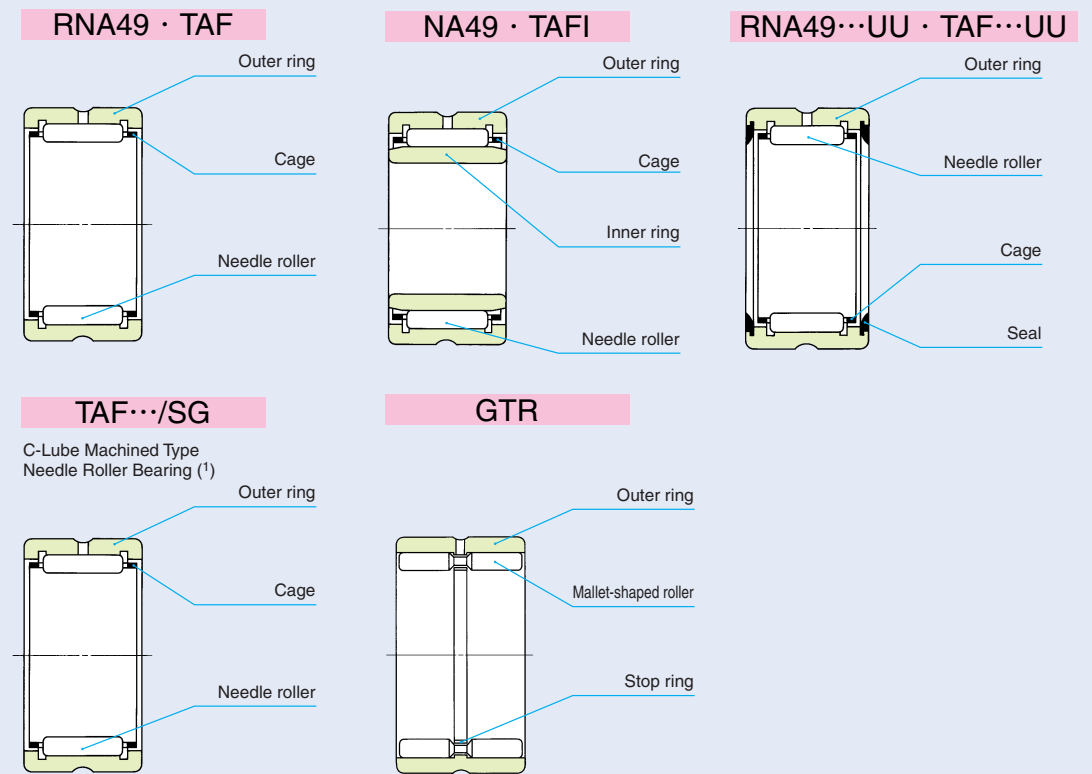 RNA49・TAF
Outer ring
Cage
Needle roller
NA49・TAFI
Outer ring
Cage
Inner ring
Needle roller
RNA49…UU・TAF…UU
Outer ring
Needle roller
Cage
Seal
TAF…/SG
C-Lube Machined Type
Needle Roller Bearing (1)
Outer ring
Cage
Needle roller
GTR
Outer ring
Mallet-shaped roller
Stop ring